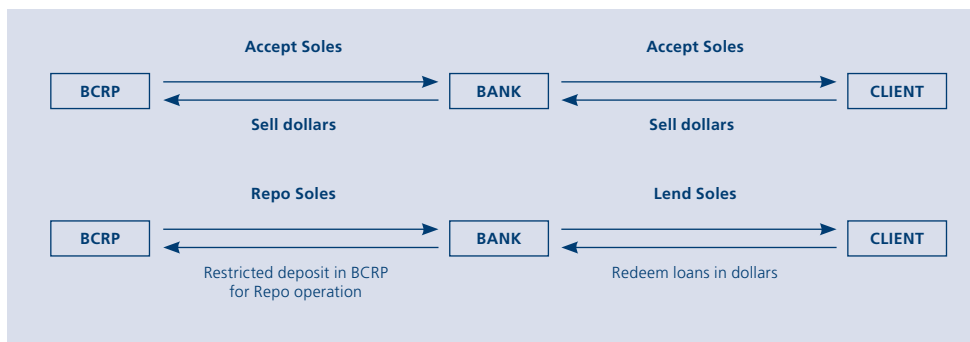 Accept Soles
Accept Soles
BCRP
BANK
CLIENT
Sell dollars
Sell dollars
Repo Soles
Lend Soles
BCRP
BANK
CLIENT
Restricted deposit in BCRP
for Repo operation
Redeem loans in dollars